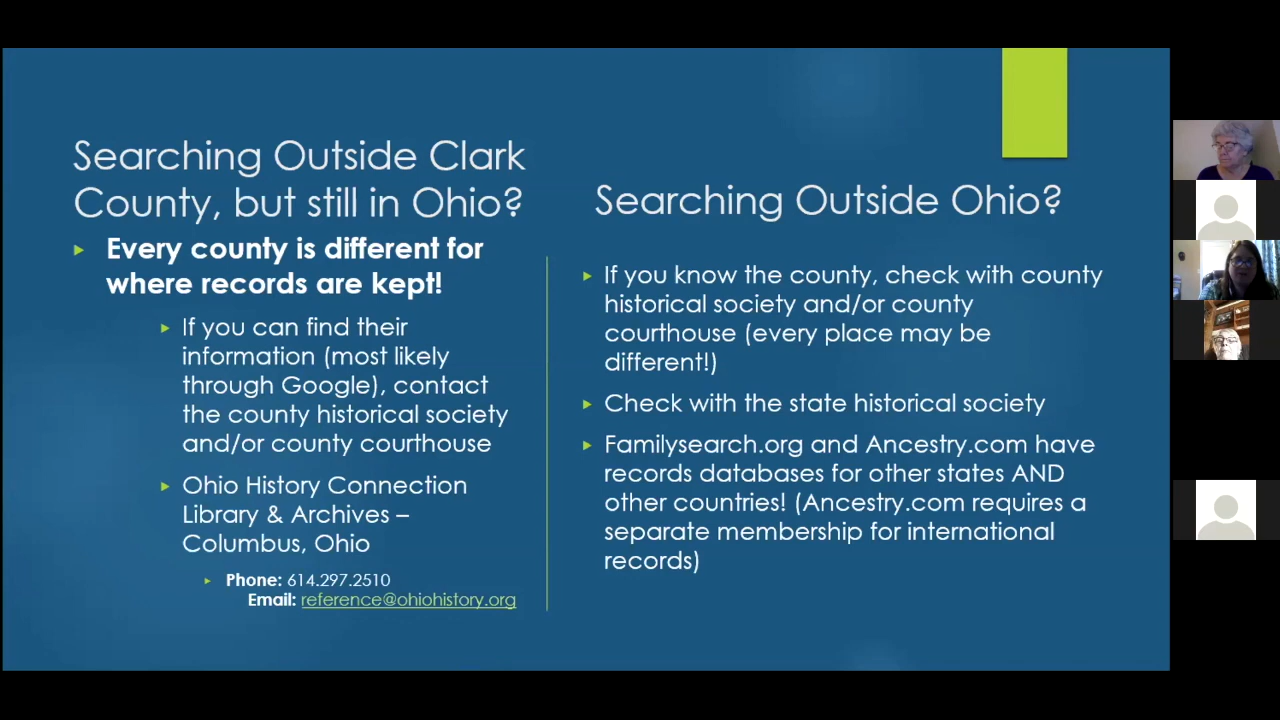 Searching Outside Clark
County, but still in Ohio?
Every county is different for
where records are kept!
If you can find their
information (most likely
through Google), contact
the county historical society
and/or county courthouse
Ohio History Connection
Library & Archives –
Columbus, Ohio
Phone: 614.297.2510
Email: reference@ohiohistory.org
Searching Outside Ohio?
If you know the county, check with county
historical society and/or county
courthouse (every place may be
different!)
Check with the state historical society
Familysearch.org and Ancestry.com have
records databases for other states AND
other countries! (Ancestry.com requires a
separate membership for international
records)